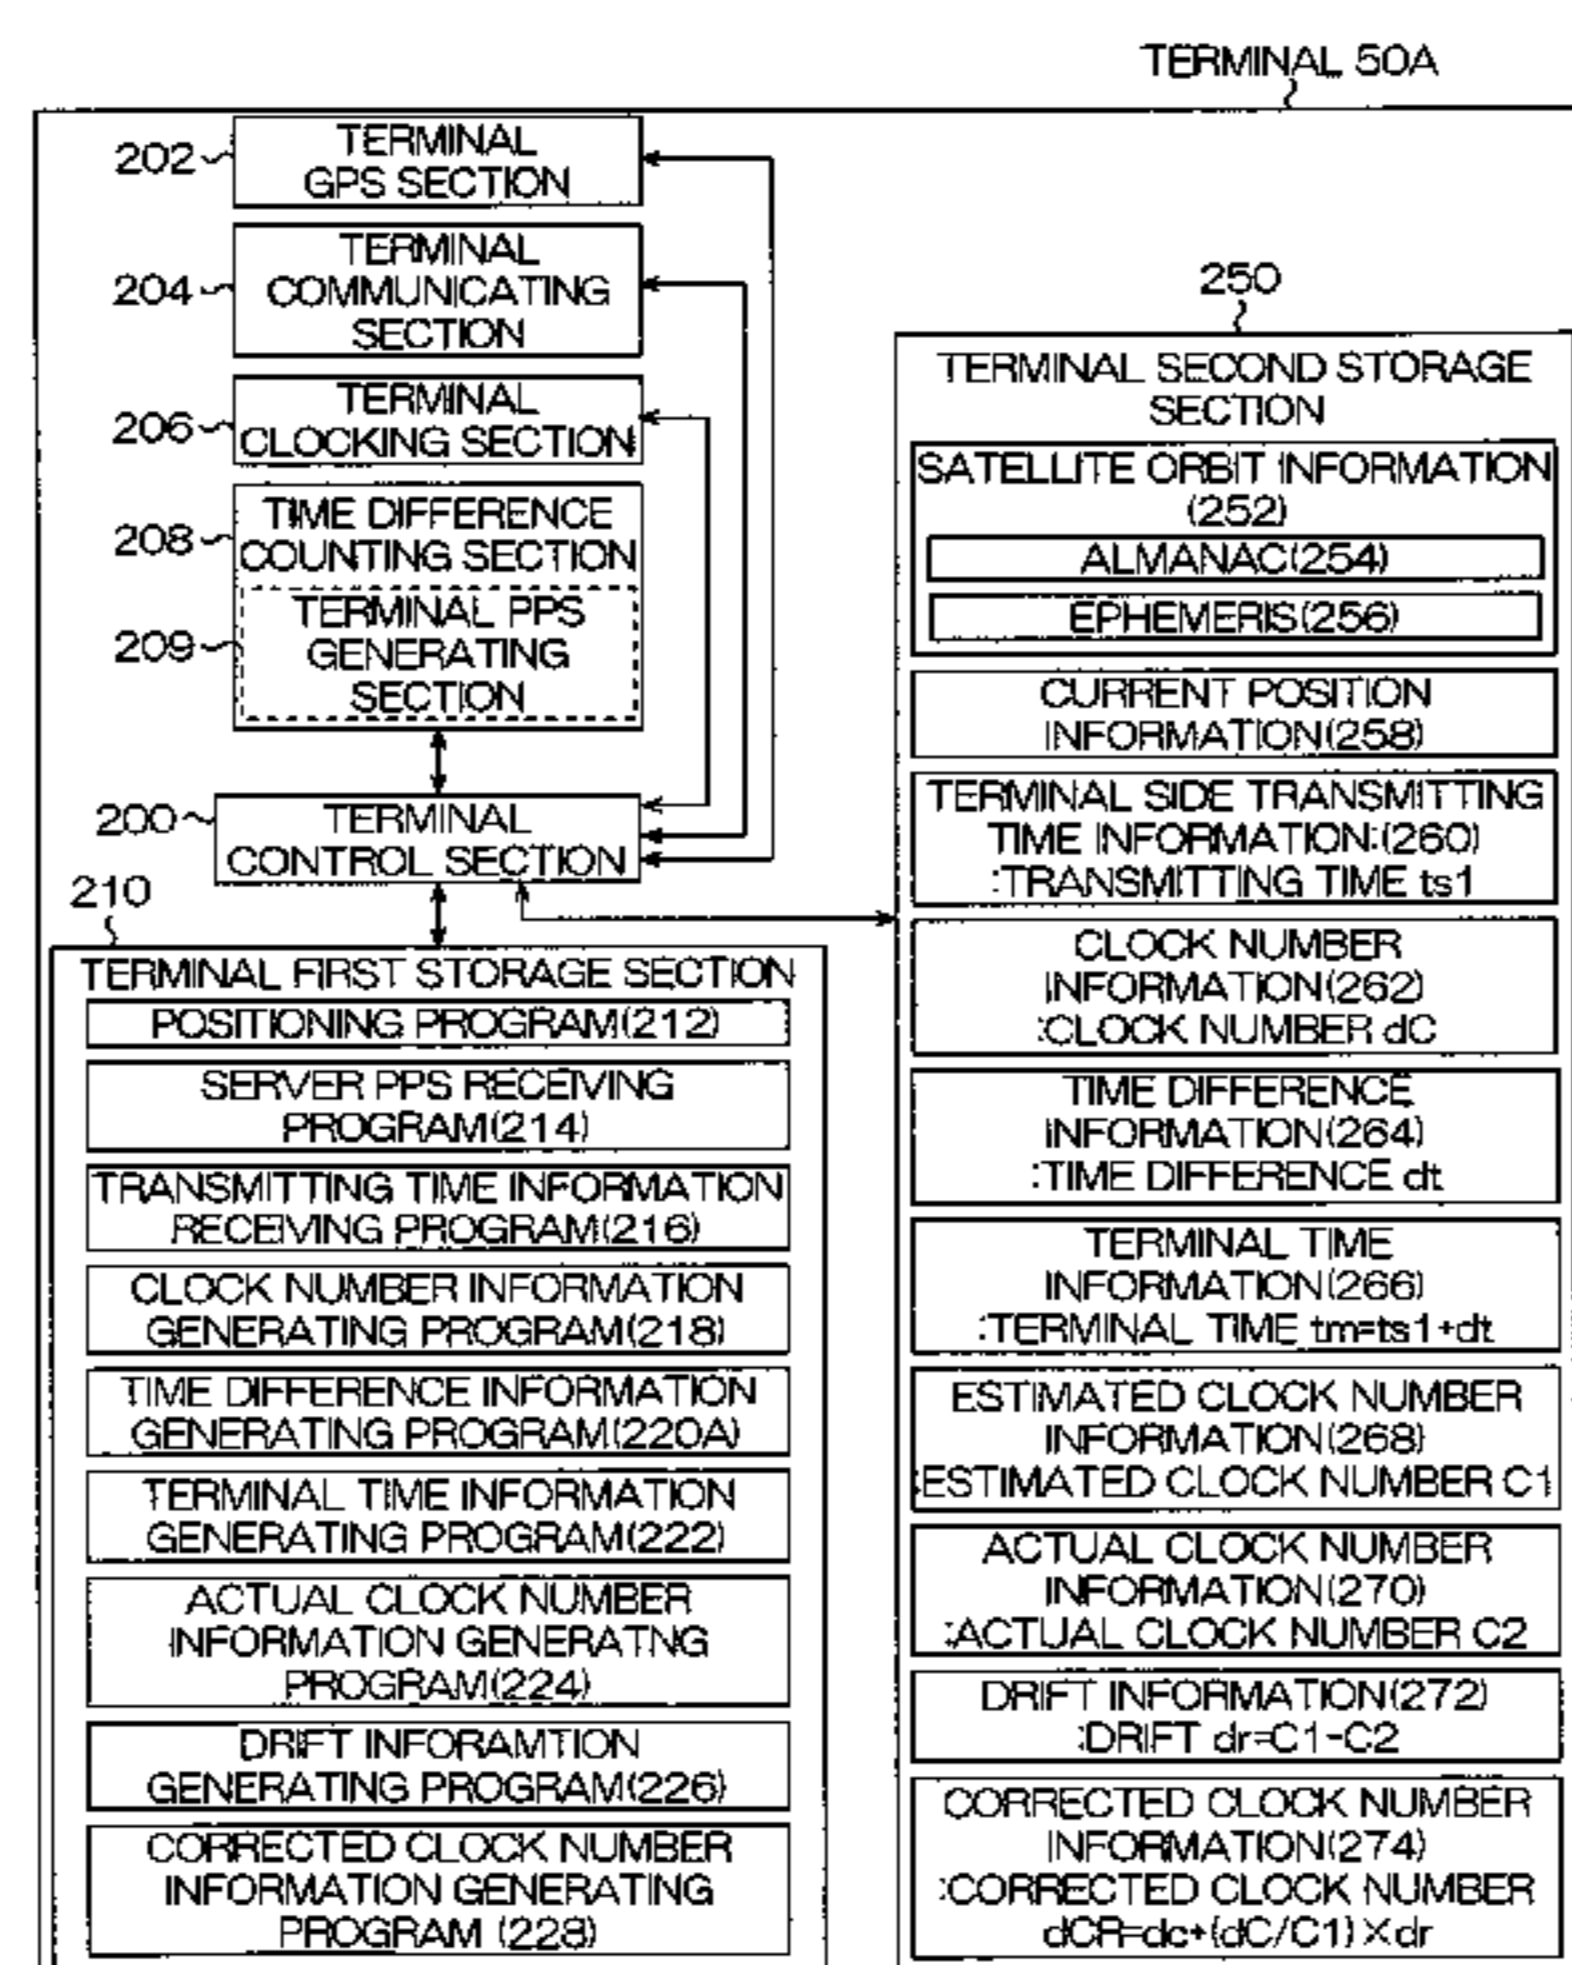 TERMINAL 50A
202
TERMINAL
GPS SECTION
204
TERMINAL
COMMUNICATING
SECTION
206
TERMINAL
CLOCKING SECTION
208
TIME DIFFERENCE
COUNTING SECTION
209
TERMINAL PPS
GENERATING
SECTION
200
TERMINAL
CONTROL SECTION
210
TERMINAL FIRST STORAGE SECTION
POSITIONING PROGRAM(212)
SERVER PPS RECEIVING
PROGRAM(214)
TRANSMITTING TIME INFORMATION
RECEIVING PROGRAM(216)
CLOCK NUMBER INFORMATION
GENERATING PROGRAM(218)
TIME DIFFERENCE INFORMATION
GENERATING PROGRAM(220A)
TERMINAL TIME INFORMATION
GENERATING PROGRAM(222)
ACTUAL CLOCK NUMBER
INFORMATION GENERATNG
PROGRAM(224)
DRIFT INFORAMTION
GENERATING PROGRAM(226)
CORRECTED CLOCK NUMBER
INFORMATION GENERATING
PROGRAM (228)
250
TERMINAL SECOND STORAGE
SECTION
SATELLITE ORBIT INFORMATION
(252)
ALMANAC(254)
EPHEMERIS(256)
CURRENT POSITION
INFORMATION(258)
TERMINAL SIDE TRANSMITTING
TIME INFORMATION:(260)
:TRANSMITTING TIME ts1
CLOCK NUMBER
INFORMATION(262)
:CLOCK NUMBER dC
TIME DIFFERENCE
INFORMATION(264)
:TIME DIFFERENCE dt
TERMINAL TIME
INFORMATION(266)
:TERMINAL TIME tm=ts1+dt
ESTIMATED CLOCK NUMBER
INFORMATION(268)
:ESTIMATED CLOCK NUMBER C1
ACTUAL CLOCK NUMBER
INFORMATION(270)
:ACTUAL CLOCK NUMBER C2
DRIFT INFORMATION(272)
:DRIFT dr=C1-C2
CORRECTED CLOCK NUMBER
INFORMATION(274)
:CORRECTED CLOCK NUMBER
dCR=dc+(dC/C1)×dr